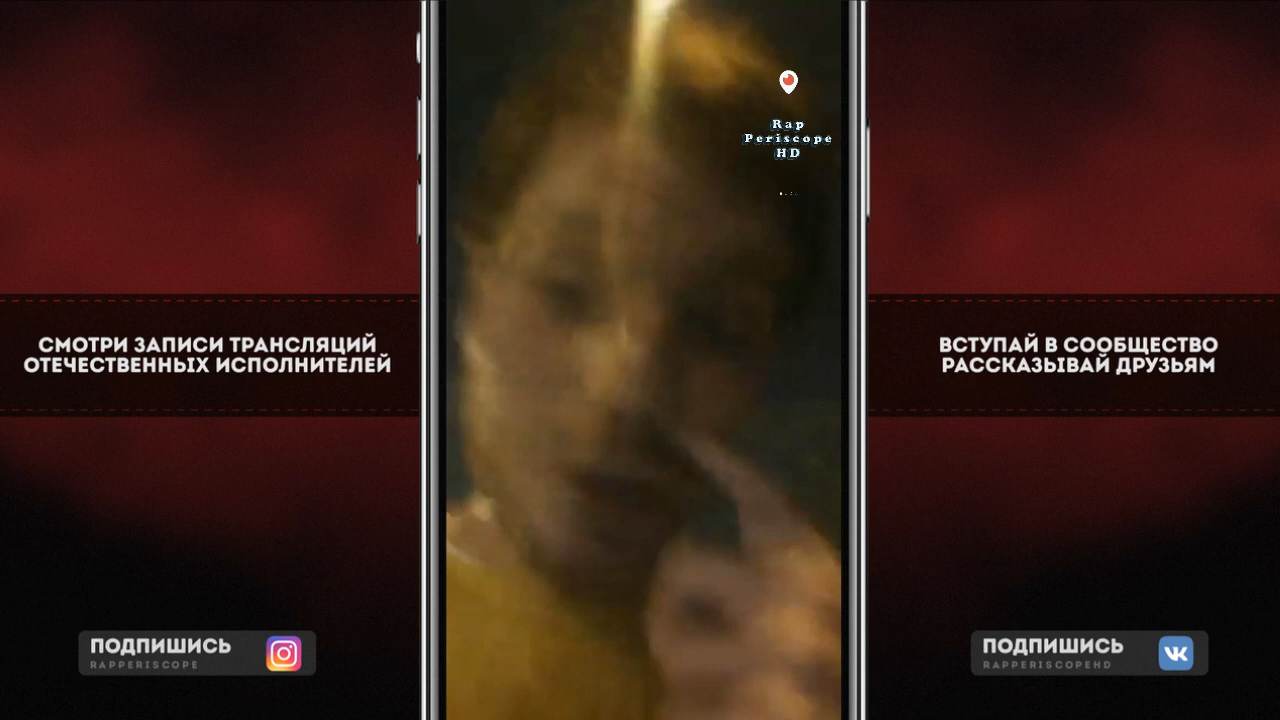 Rap
Periscope
HD
СМОТРИ ЗАПИСИ ТРАНСЛЯЦИЙ
ОТЕЧЕСТВЕННЫХ ИСПОЛНИТЕЛЕЙ
ВСТУПАЙ В СООБЩЕСТВО
РАССКАЗЫВАЙ ДРУЗЬЯМ
ПОДПИШИСЬ
RAPPERISCOPE
ПОДПИШИСЬ
RAPPERISCOPEHD